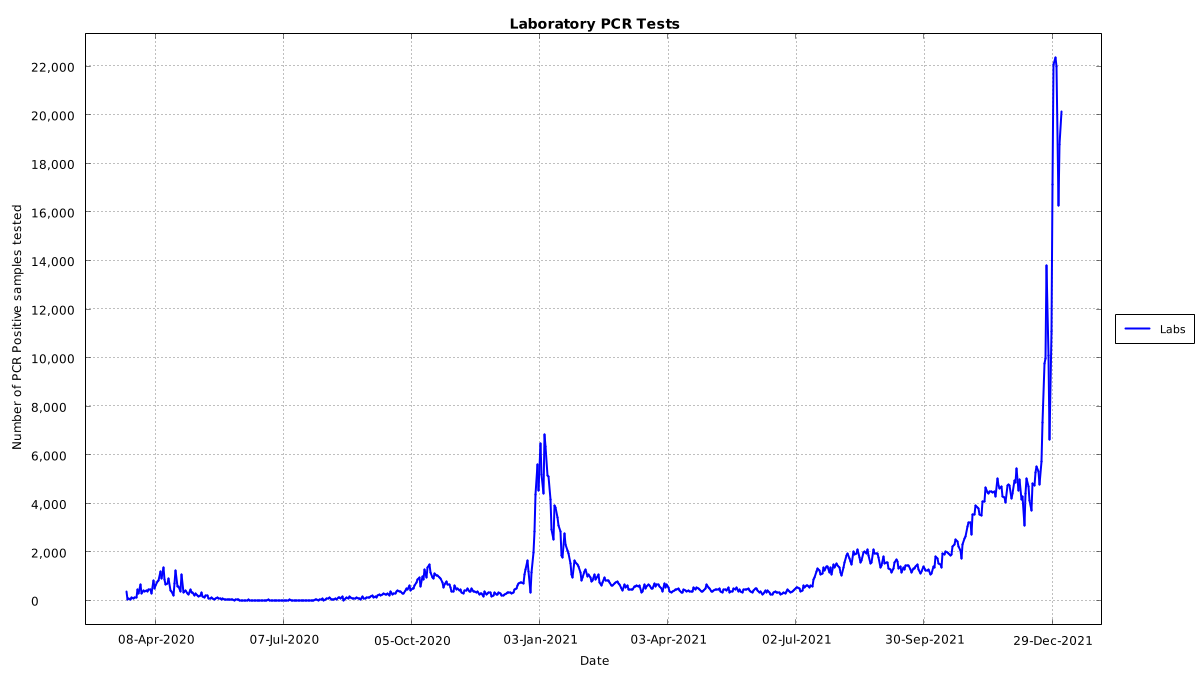 Laboratory PCR Tests
Number of PCR Positive samples tested
22,000
20,000
18,000
16,000
14,000
12,000
10,000
8,000
6,000
4,000
2,000
0
08-Apr-2020
07-Jul-2020
05-Oct-2020
03-Jan-2021
03-Apr-2021
02-Jul-2021
30-Sep-2021
29-Dec-2021
Date
Labs